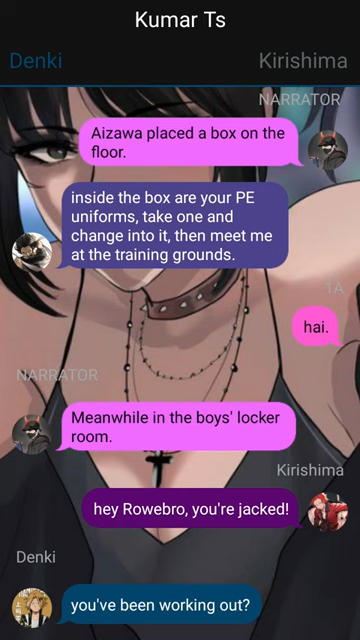 Kumar Ts
Denki
Kirishima
NARRATOR
Aizawa placed a box on the
floor.
inside the box are your PE
uniforms, take one and
change into it, then meet me
at the training grounds.
1A
hai.
NARRATOR
Meanwhile in the boys' locker
room.
Kirishima
hey Rowebro, you're jacked!
Denki
you've been working out?